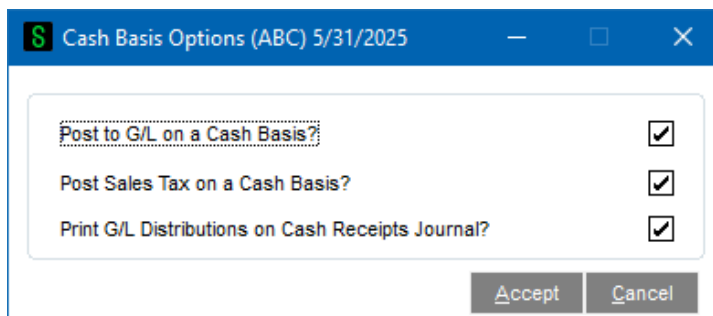 S Cash Basis Options (ABC) 5/31/2025
Post to G/L on a Cash Basis?
Post Sales Tax on a Cash Basis?
Print G/L Distributions on Cash Receipts Journal?
Accept Cancel